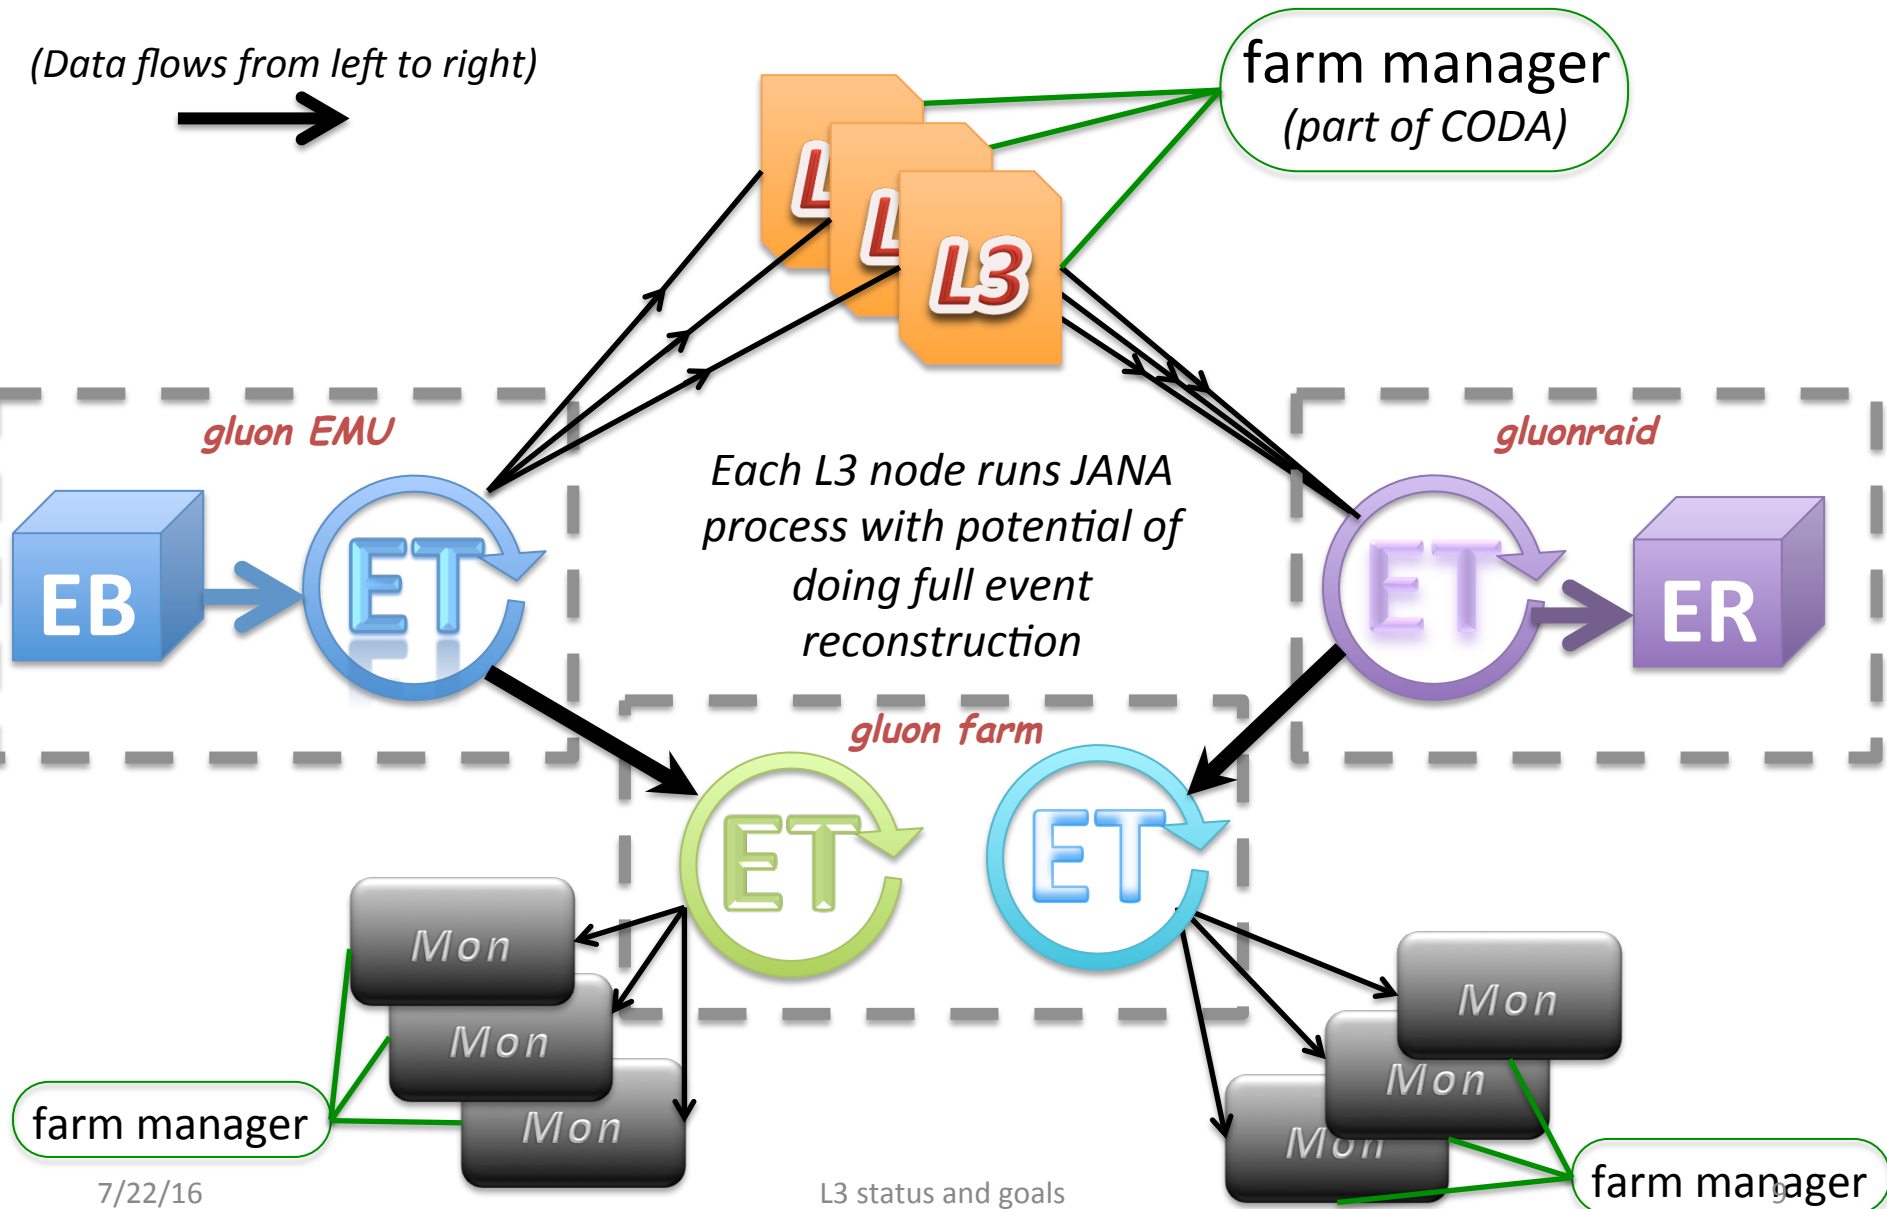 (Data flows from left to right)
farm manager
(part of CODA)
L
L
L3
gluon EMU
gluonraid
Each L3 node runs JANA
process with potential of
doing full event
reconstruction
EB
ET
ET
ER
gluon farm
ET
ET
Mon
Mon
Mon
Mon
Mon
Mon
farm manager
farm manager
7/22/16
L3 status and goals
9